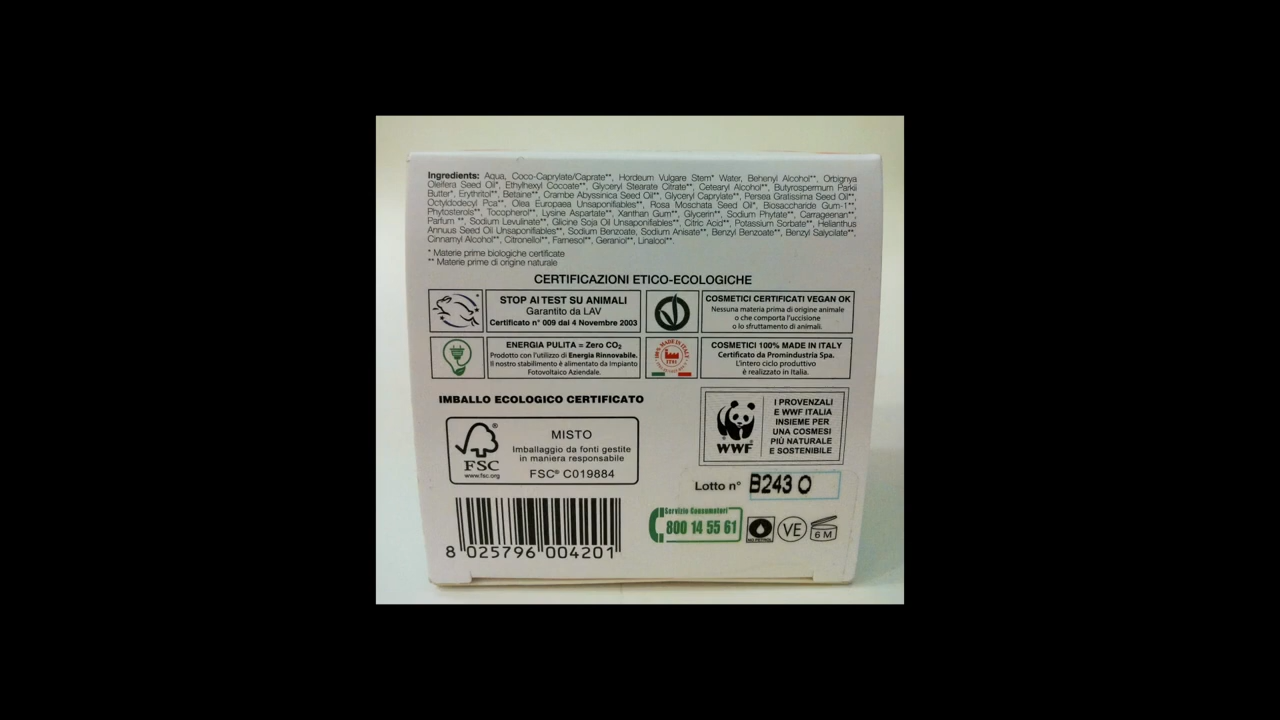 Ingredients: Aqua, Coco-Caprylate/Caprate**, Hordeum Vulgare Stem* Water, Behenyl Alcohol**, Orbignya
Oleifera Seed Oil*, Ethylhexyl Cocoate**, Glyceryl Stearate Citrate**, Cetearyl Alcohol**, Butyrospermum Parkii
Butter*, Erythritol**, Betaine**, Crambe Abyssinica Seed Oil**, Glyceryl Caprylate**, Persea Gratissima Seed Oil**,
Octyldodecyl Pca**, Olea Europaea Unsaponifiables**, Rosa Moschata Seed Oil*, Biosaccharide Gum-1**,
Phytosterols**, Tocopherol**, Lysine Aspartate**, Xanthan Gum**, Glycerin**, Sodium Phytate**, Carrageenan**,
Parfum **, Sodium Levulinate**, Glicine Soja Oil Unsaponifiables**, Citric Acid**, Potassium Sorbate**, Helianthus
Annuus Seed Oil Unsaponifiables**, Sodium Benzoate, Sodium Anisate**, Benzyl Benzoate**, Benzyl Salycilate**,
Cinnamyl Alcohol**, Citronellol**, Farnesol**, Geraniol**, Linalool**.
* Materie prime biologiche certificate
** Materie prime di origine naturale
CERTIFICAZIONI ETICO-ECOLOGICHE
STOP AI TEST SU ANIMALI
Garantito da LAV
Certificato n° 009 dal 4 Novembre 2003
COSMETICI CERTIFICATI VEGAN OK
Nessuna materia prima di origine animale
o che comporta l'uccisione
o lo sfruttamento di animali.
ENERGIA PULITA = Zero CO2
Prodotto con l'utilizzo di Energia Rinnovabile.
Il nostro stabilimento è alimentato da Impianto
Fotovoltaico Aziendale.
100% MADE IN ITALY
COSMETICI 100% MADE IN ITALY
Certificato da Promindustria Spa.
L'intero ciclo produttivo
è realizzato in Italia.
IMBALLO ECOLOGICO CERTIFICATO
FSC
www.fsc.org
MISTO
Imballaggio da fonti gestite
in maniera responsabile
FSC® C019884
WWF
I PROVENZALI
E WWF ITALIA
INSIEME PER
UNA COSMESI
PIÙ NATURALE
E SOSTENIBILE
Lotto n° B243 O
Servizio Consumatori
800 14 55 61
NO PETROL
VE
6 M
8 025796 004201